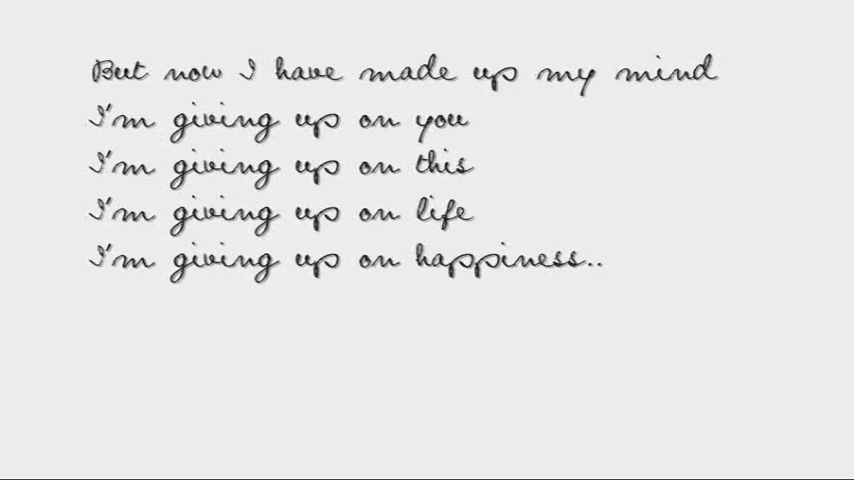 But now I have made up my mind
I'm giving up on you
I'm giving up on this
I'm giving up on life
I'm giving up on happiness..